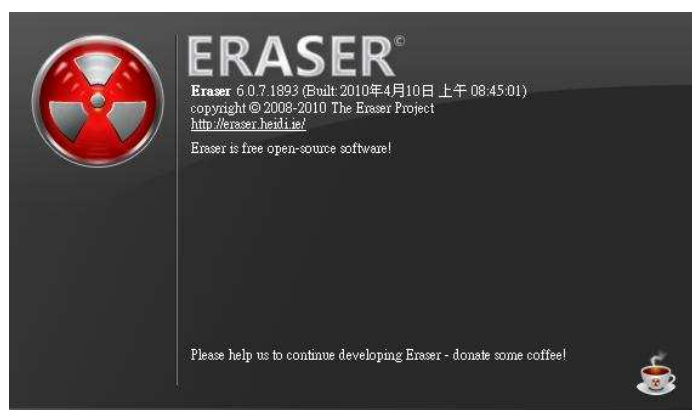 ERASER©
Eraser 6.0.7.1893 (Built: 2010年4月10日 上午 08:45:01)
copyright © 2008-2010 The Eraser Project
http://eraser.heidi.ie/
Eraser is free open-source software!
Please help us to continue developing Eraser - donate some coffee!